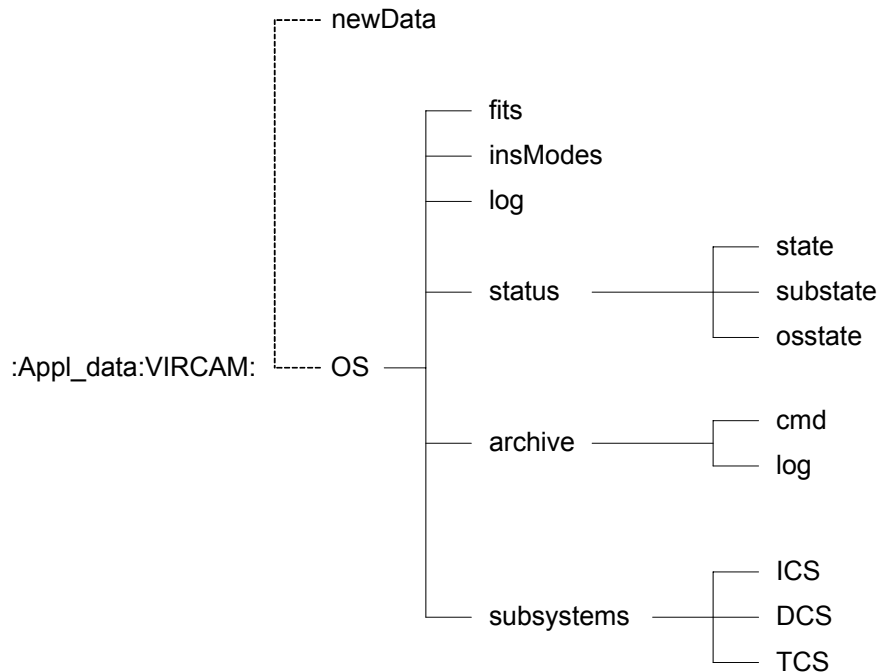 newData
fits
insModes
log
status
state
substate
osstate
:Appl_data:VIRCAM:
OS
archive
cmd
log
subsystems
ICS
DCS
TCS